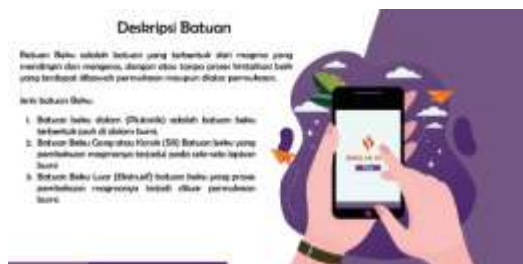 Deskripsi Batuan
Batuan Beku adalah batuan yang terbentuk dari magma yang
mendingin dan mengeras, dengan atau tanpa proses kristalisasi baik
yang terdapat dibawah permukaan maupun diatas permukaan.
Jenis batuan Beku:
1. Batuan beku dalam (Plutonik) adalah batuan beku
terbentuk jauh di dalam bumi.
2. Batuan Beku Gang atau Korok (Sill) Batuan beku yang
pembekuan magmanya terjadi pada sela-sela lapisan
bumi
3. Batuan Beku Luar (Ekstrusif) batuan beku yang proses
pembekuan magmanya terjadi diluar permukaan
bumi